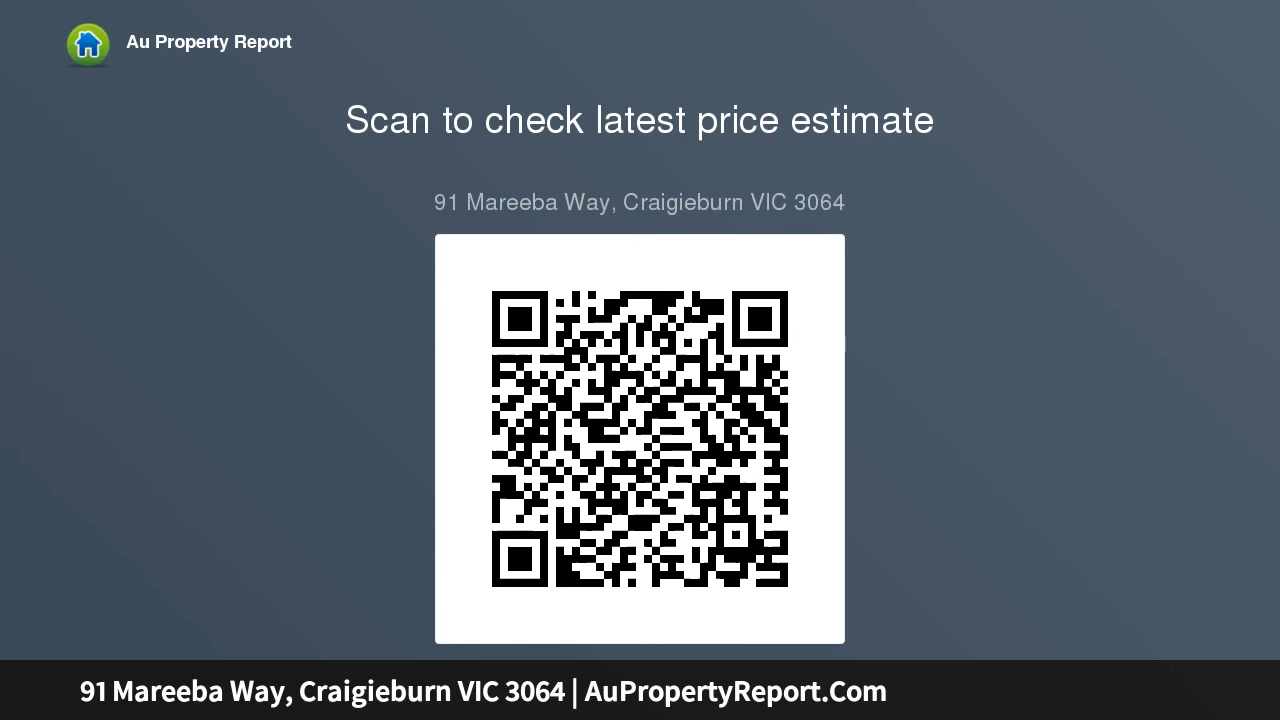 Au Property Report
Scan to check latest price estimate
91 Mareeba Way, Craigieburn VIC 3064
91 Mareeba Way, Craigieburn VIC 3064 | AuPropertyReport.Com